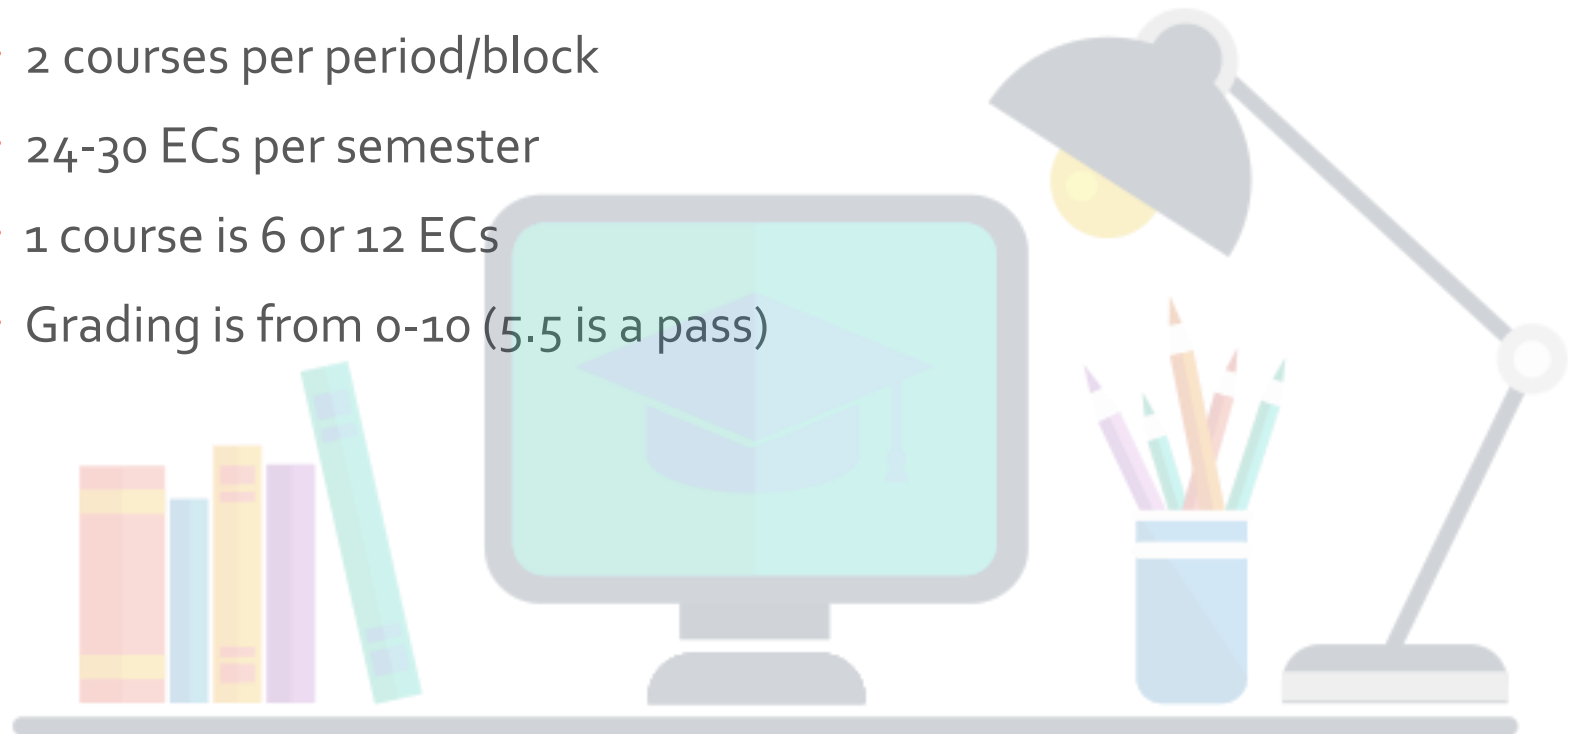 • 2 courses per period/block
• 24-30 ECs per semester
• 1 course is 6 or 12 ECs
• Grading is from 0-10 (5.5 is a pass)